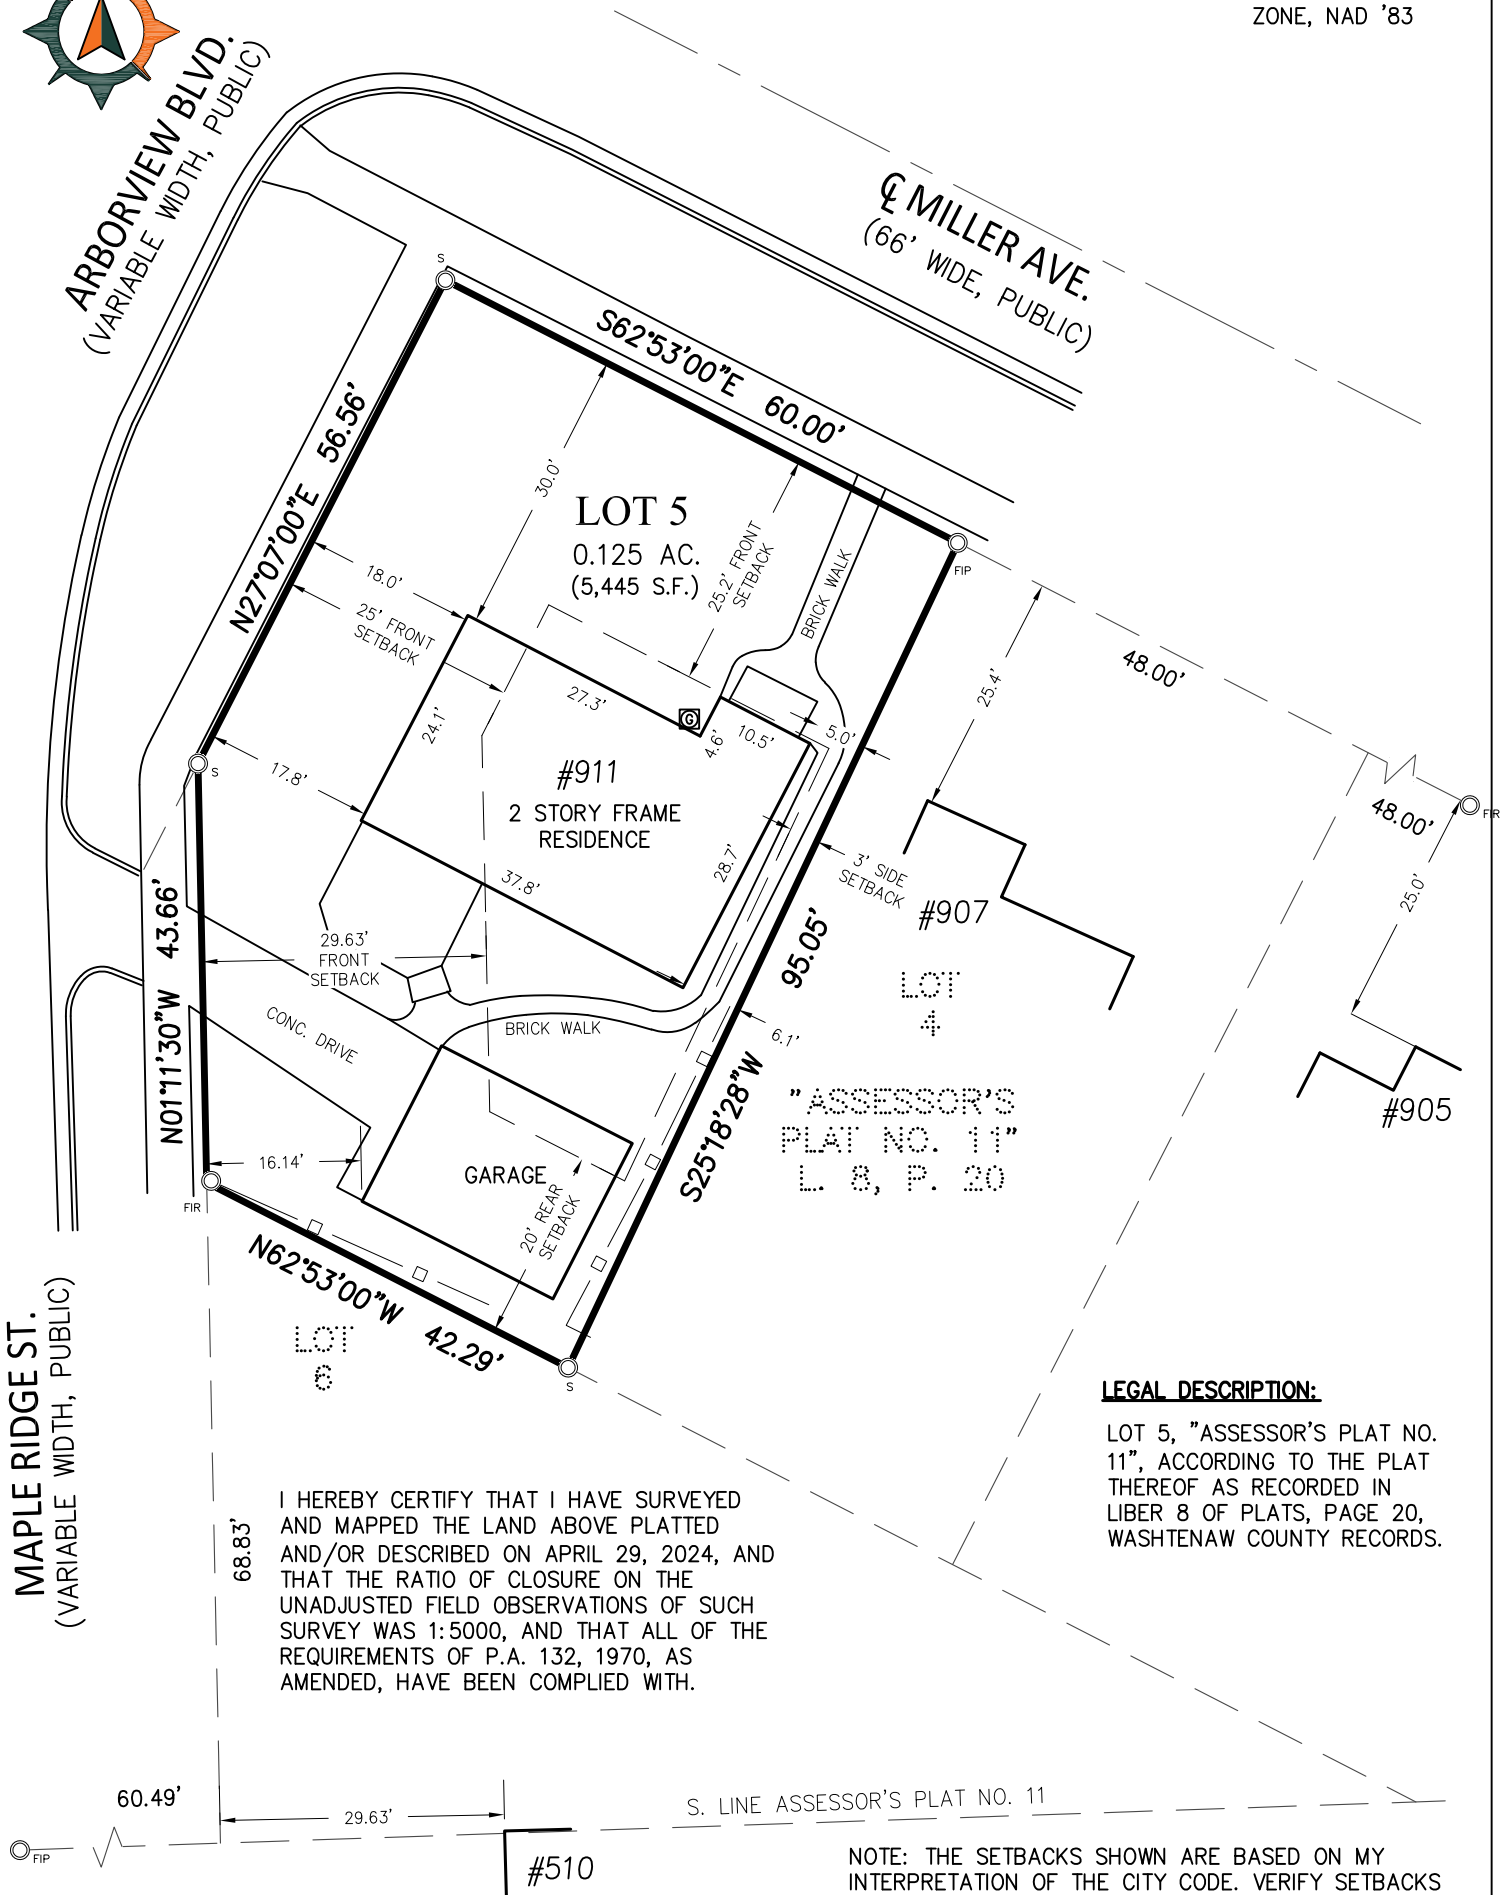 ZONE, NAD '83
ARBORVIEW BLVD.
(VARIABLE WIDTH, PUBLIC)
℄ MILLER AVE.
(66' WIDE, PUBLIC)
S
S62°53'00"E 60.00'
N27°07'00"E 56.56'
30.0'
LOT 5
0.125 AC.
(5,445 S.F.)
25.2' FRONT
SETBACK
BRICK WALK
FIP
18.0'
25' FRONT
SETBACK
48.00'
25.4'
27.3'
24.1'
G
4.6'
10.5'
5.0'
S
17.8'
#911
2 STORY FRAME
RESIDENCE
48.00'
FIR
28.7'
3' SIDE
SETBACK
37.8'
25.0'
#907
N01°11'30"W 43.66'
29.63'
FRONT
SETBACK
S25°18'28"W 95.05'
LOT
4
CONC. DRIVE
BRICK WALK
6.1'
"ASSESSOR'S
PLAT NO. 11"
L. 8, P. 20
#905
16.14'
GARAGE
20' REAR
SETBACK
FIR
N62°53'00"W 42.29'
LOT
6
S
MAPLE RIDGE ST.
(VARIABLE WIDTH, PUBLIC)
LEGAL DESCRIPTION:
LOT 5, "ASSESSOR'S PLAT NO.
11", ACCORDING TO THE PLAT
THEREOF AS RECORDED IN
LIBER 8 OF PLATS, PAGE 20,
WASHTENAW COUNTY RECORDS.
68.83'
I HEREBY CERTIFY THAT I HAVE SURVEYED
AND MAPPED THE LAND ABOVE PLATTED
AND/OR DESCRIBED ON APRIL 29, 2024, AND
THAT THE RATIO OF CLOSURE ON THE
UNADJUSTED FIELD OBSERVATIONS OF SUCH
SURVEY WAS 1:5000, AND THAT ALL OF THE
REQUIREMENTS OF P.A. 132, 1970, AS
AMENDED, HAVE BEEN COMPLIED WITH.
60.49'
29.63'
S. LINE ASSESSOR'S PLAT NO. 11
FIP
#510
NOTE: THE SETBACKS SHOWN ARE BASED ON MY
INTERPRETATION OF THE CITY CODE. VERIFY SETBACKS